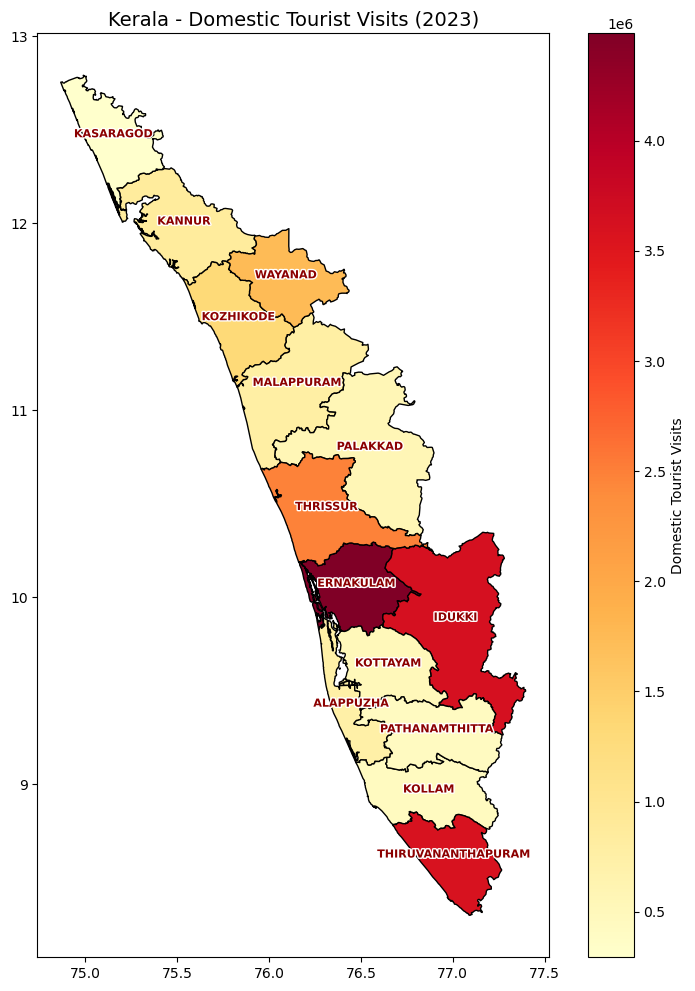 Kerala - Domestic Tourist Visits (2023)
1e6
13
12
11
10
9
KASARAGOD
KANNUR
WAYANAD
KOZHIKODE
MALAPPURAM
PALAKKAD
THRISSUR
ERNAKULAM
IDUKKI
KOTTAYAM
ALAPPUZHA
PATHANAMTHITTA
KOLLAM
THIRUVANANTHAPURAM
75.0 75.5 76.0 76.5 77.0 77.5
4.0
3.5
3.0
2.5
2.0
1.5
1.0
0.5
Domestic Tourist Visits